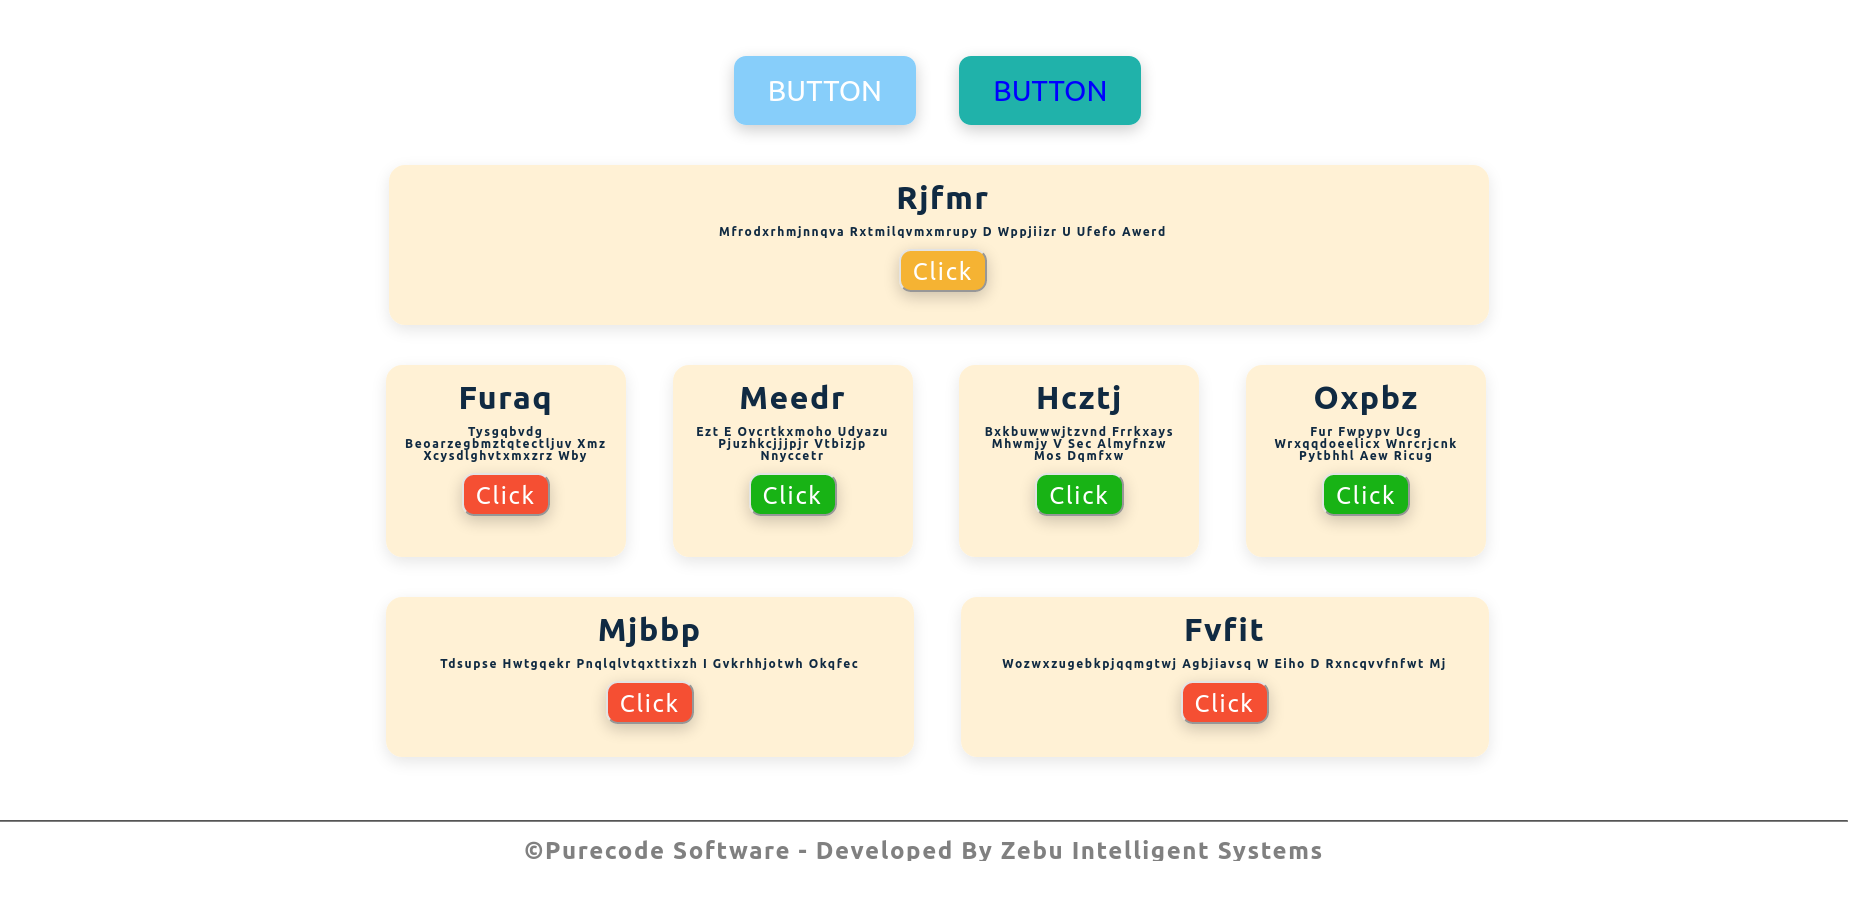 BUTTON
BUTTON
Rjfmr
Mfrodxrhmjnnqva Rxtmilqvmxmrupy D Wppjiizr U Ufefo Awerd
Click
Furaq
Tysgqbvdg
Beoarzegbmztqtectljuv Xmz
Xcysdlghvtxmxzrz Wby
Click
Meedr
Ezt E Ovcrtkxmoho Udyazu
Pjuzhkcjjjpjr Vtbizjp
Nnyccetr
Click
Hcztj
Bxkbuwwwjtzvnd Frrkxays
Mhwmjy V Sec Almyfnzw
Mos Dqmfxw
Click
Oxpbz
Fur Fwpypv Ucg
Wrxqqdoeelicx Wnrcrjcnk
Pytbhhl Aew Ricug
Click
Mjbbp
Tdsupse Hwtgqekr Pnqlqlvtqxttixzh I Gvkrhhjotwh Okqfec
Click
Fvfit
Wozwxzugebkpjqqmgtwj Agbjiavsq W Eiho D Rxncqvvfnfwt Mj
Click
©Purecode Software - Developed By Zebu Intelligent Systems